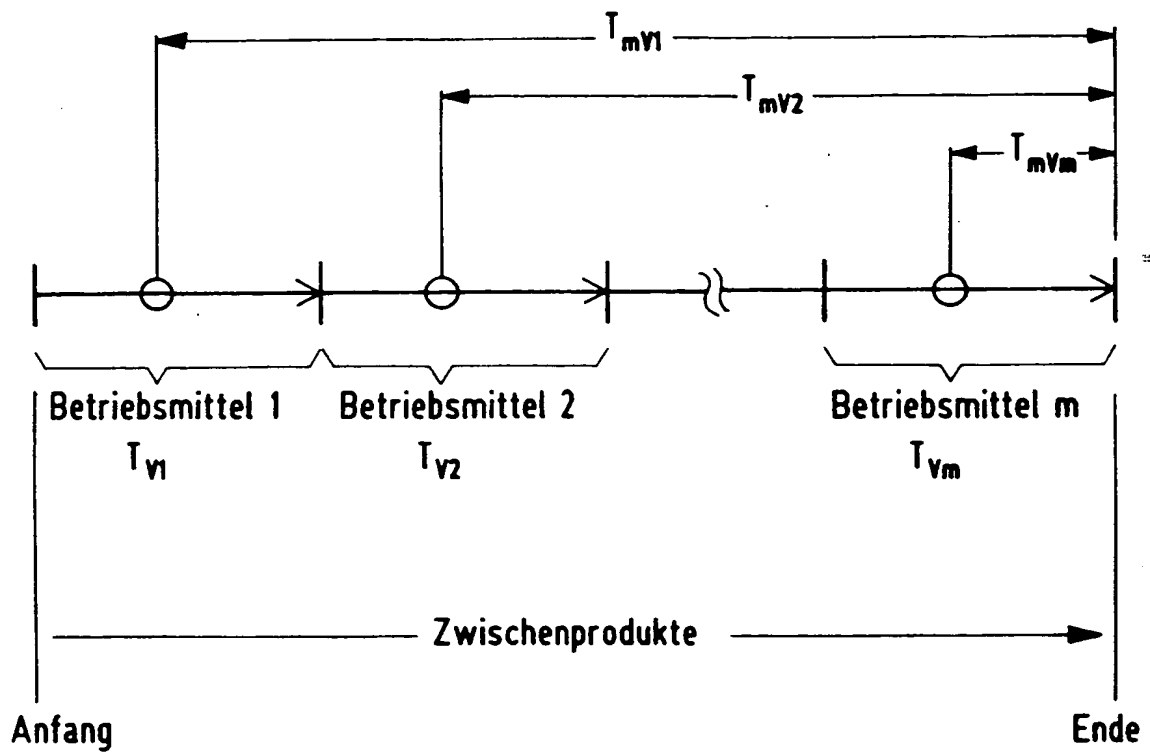 T_mV1
T_mV2
T_mVm
Betriebsmittel 1 Betriebsmittel 2 Betriebsmittel m
T_V1 T_V2 T_Vm
Zwischenprodukte
Anfang Ende